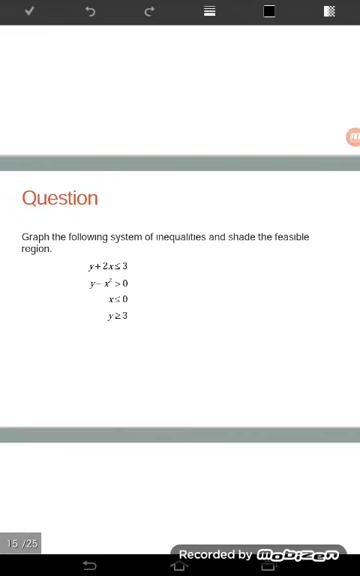 Question
Graph the following system of inequalities and shade the feasible
region.
y + 2x ≤ 3
y − x² > 0
x ≤ 0
y ≥ 3
15 / 25
Recorded by mobizen